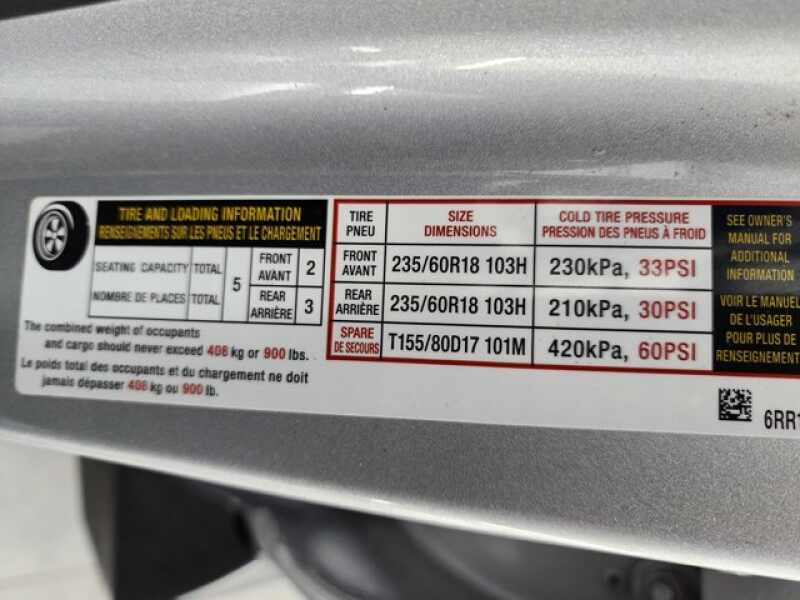 TIRE AND LOADING INFORMATION
RENSEIGNEMENTS SUR LES PNEUS ET LE CHARGEMENT
SEATING CAPACITY TOTAL 5 FRONT AVANT 2
NOMBRE DE PLACES TOTAL REAR ARRIÈRE 3
The combined weight of occupants
and cargo should never exceed 408 kg or 900 lbs.
Le poids total des occupants et du chargement ne doit
jamais dépasser 408 kg ou 900 lb.
TIRE PNEU SIZE DIMENSIONS COLD TIRE PRESSURE PRESSION DES PNEUS À FROID
FRONT AVANT 235/60R18 103H 230kPa, 33PSI
REAR ARRIÈRE 235/60R18 103H 210kPa, 30PSI
SPARE DE SECOURS T155/80D17 101M 420kPa, 60PSI
SEE OWNER'S
MANUAL FOR
ADDITIONAL
INFORMATION
VOIR LE MANUEL
DE L'USAGER
POUR PLUS DE
RENSEIGNEMENT
6RR1